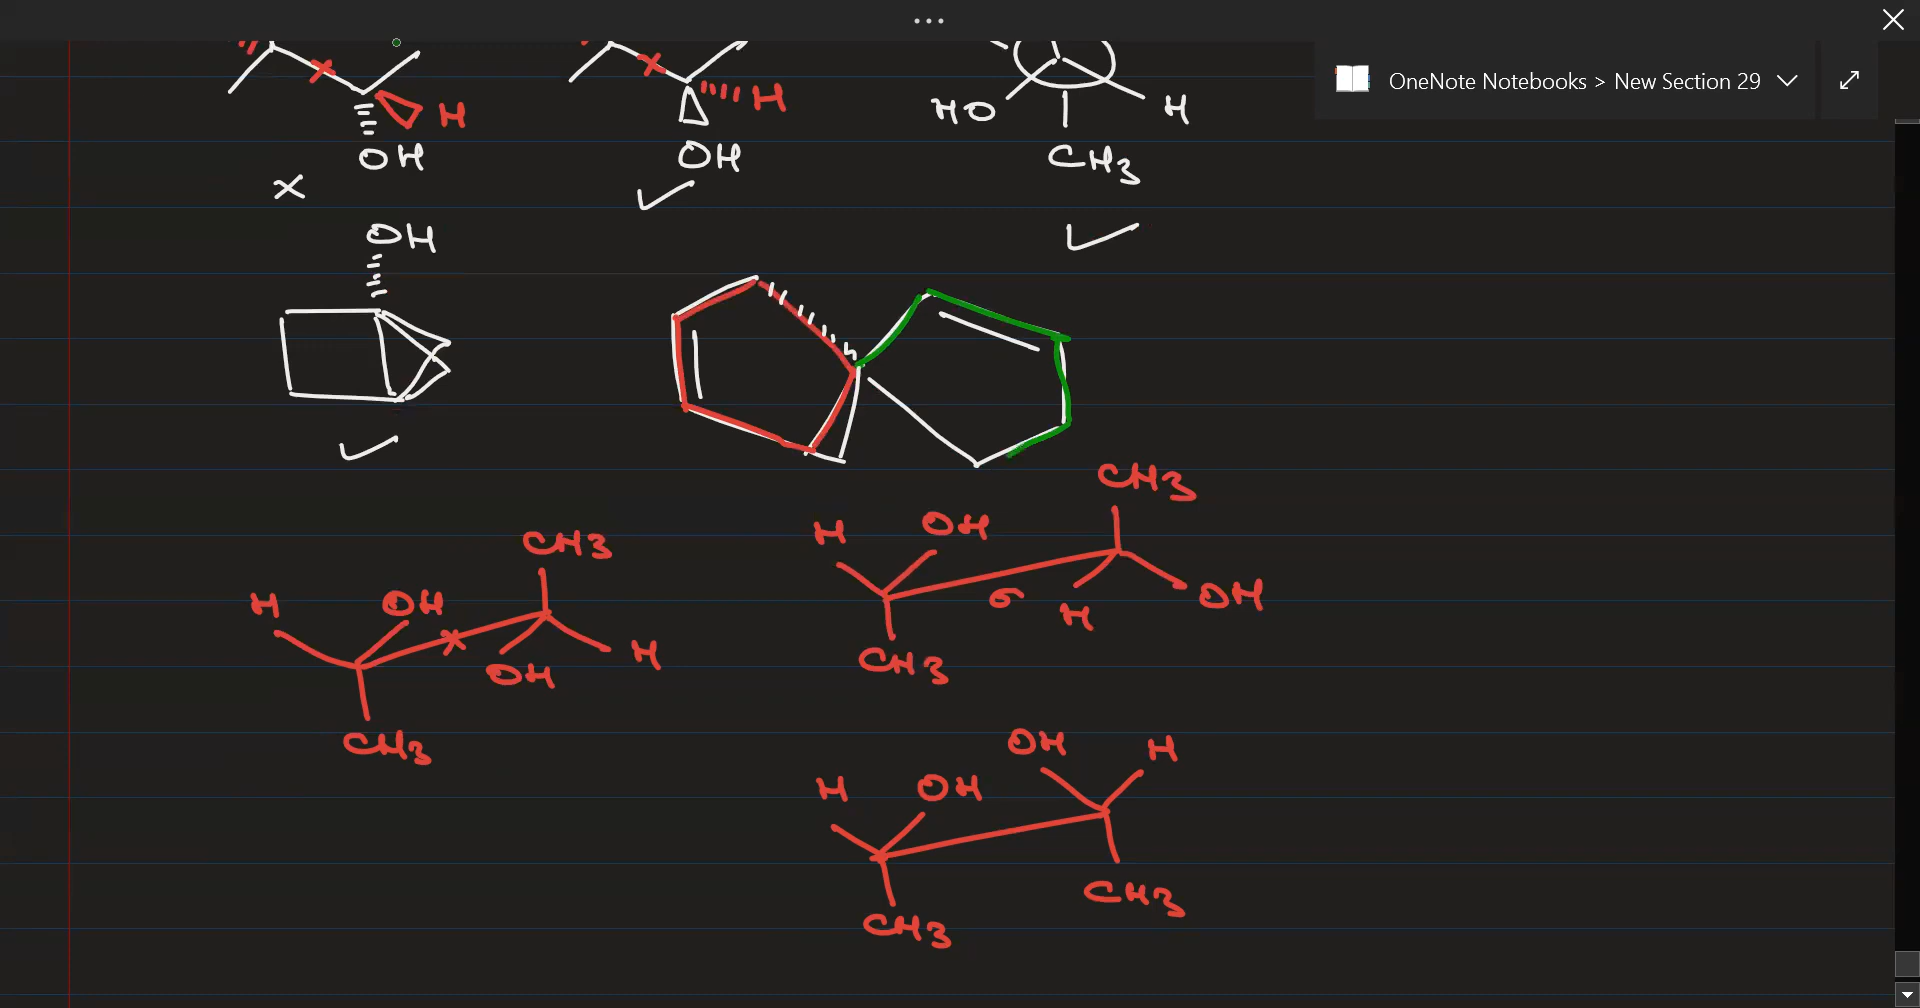 OneNote Notebooks > New Section 29
H
H
HO
H
OH
OH
CH3
OH
CH3
CH3
H
OH
H
OH
σ
H
OH
OH
H
CH3
CH3
OH
H
H
OH
CH3
CH3